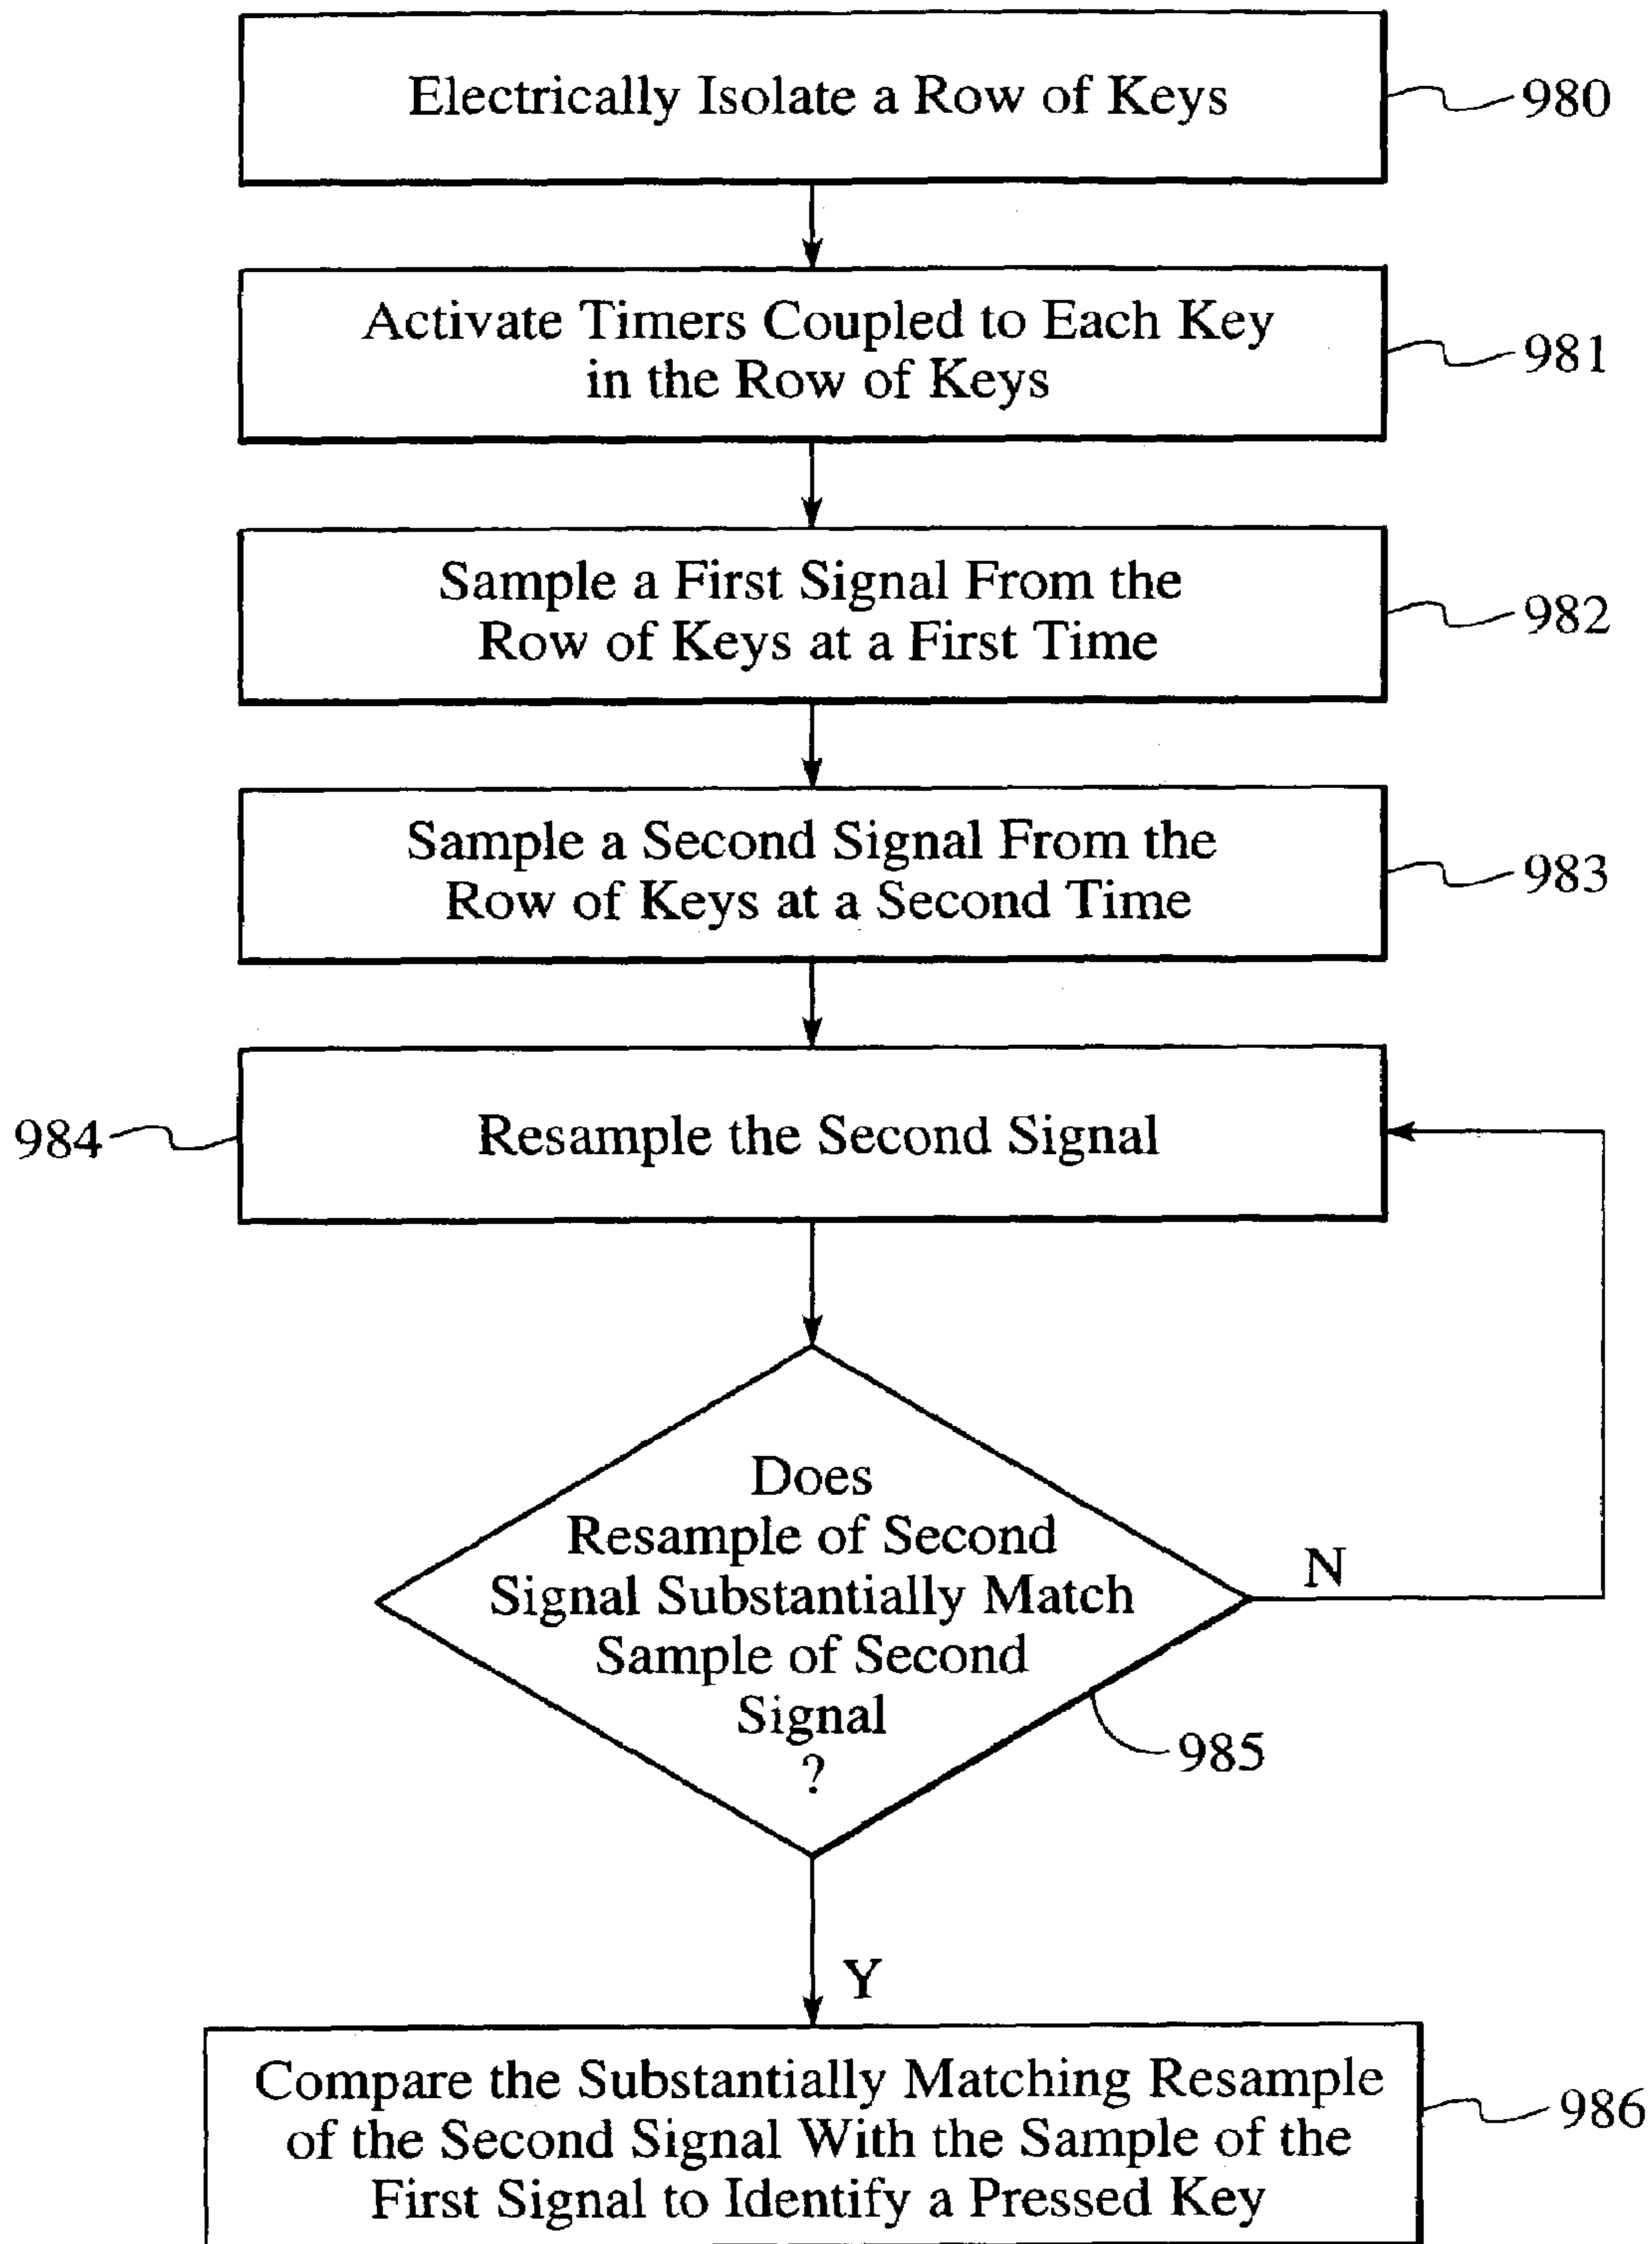 Electrically Isolate a Row of Keys
980
Activate Timers Coupled to Each Key
in the Row of Keys
981
Sample a First Signal From the
Row of Keys at a First Time
982
Sample a Second Signal From the
Row of Keys at a Second Time
983
984
Resample the Second Signal
Does
Resample of Second
Signal Substantially Match
Sample of Second
Signal
?
N
985
Y
Compare the Substantially Matching Resample
of the Second Signal With the Sample of the
First Signal to Identify a Pressed Key
986